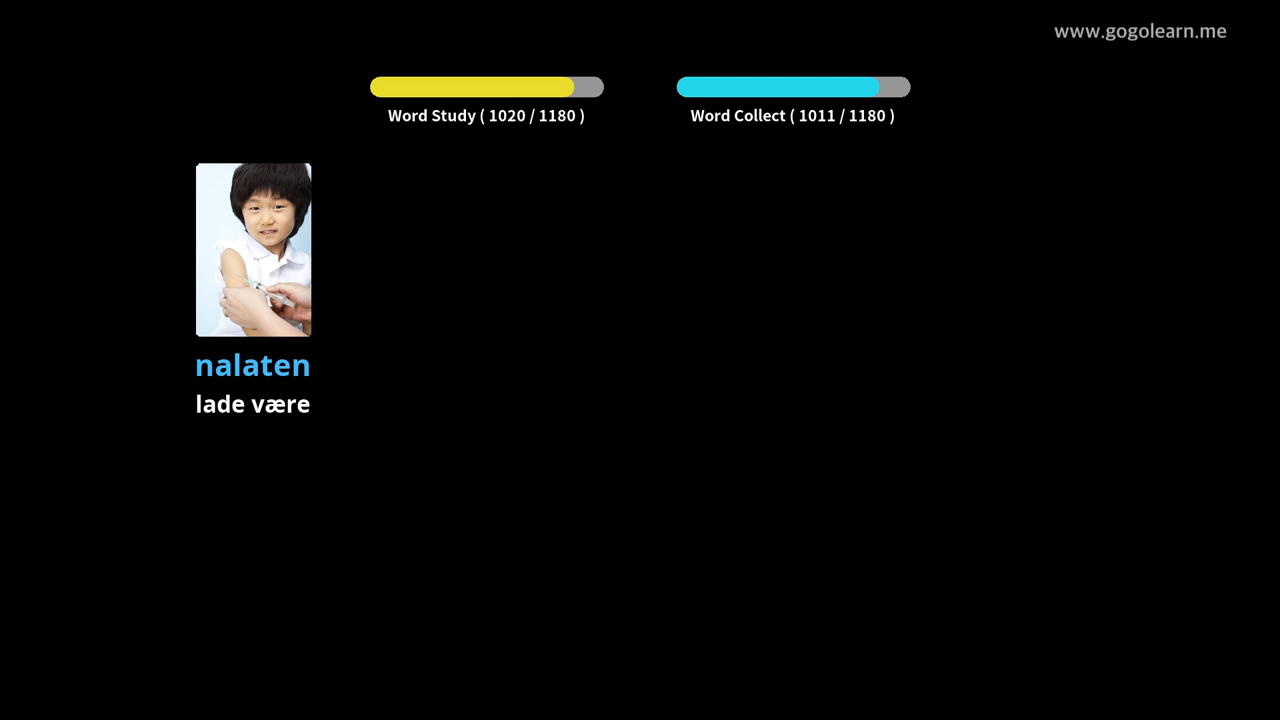 www.gogolearn.me
Word Study ( 1020 / 1180 )
Word Collect ( 1011 / 1180 )
nalaten
lade være